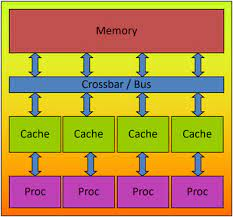 Memory
Crossbar / Bus
Cache Cache Cache Cache
Proc Proc Proc Proc